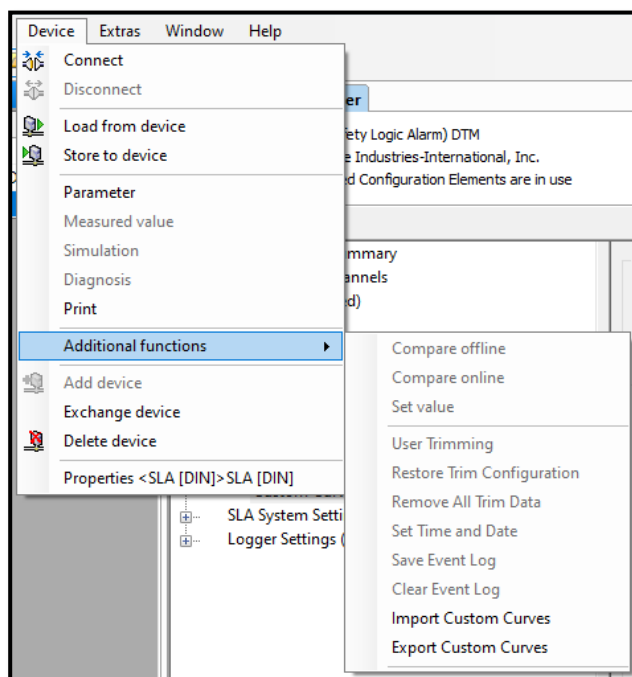 Device Extras Window Help
Connect
Disconnect
er
Load from device
fety Logic Alarm) DTM
Store to device
e Industries-International, Inc.
ed Configuration Elements are in use
Parameter
Measured value
Simulation
mmary
Diagnosis
annels
Print
ed)
Additional functions
Compare offline
Add device
Compare online
Exchange device
Set value
Delete device
User Trimming
Properties <SLA [DIN]>SLA [DIN]
Restore Trim Configuration
Remove All Trim Data
SLA System Setti
Set Time and Date
Logger Settings (
Save Event Log
Clear Event Log
Import Custom Curves
Export Custom Curves